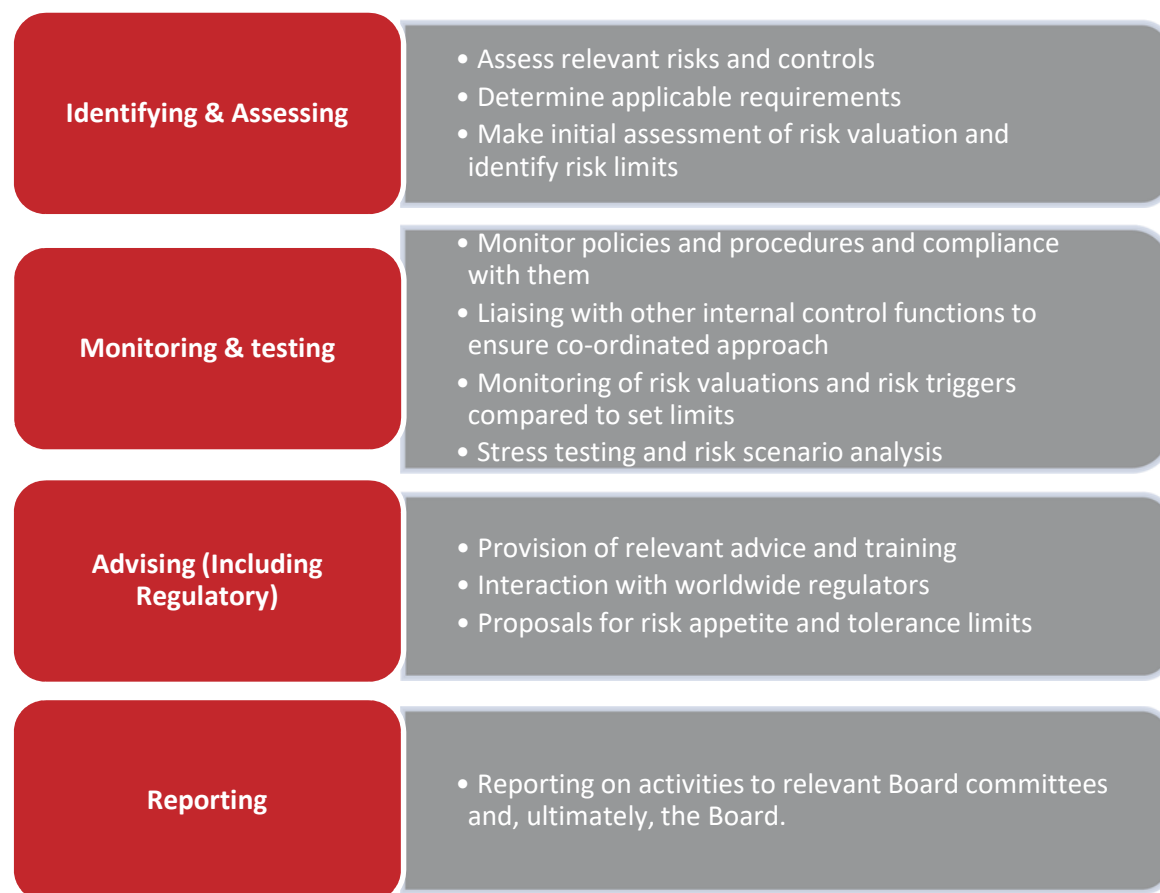 Identifying & Assessing
• Assess relevant risks and controls
• Determine applicable requirements
• Make initial assessment of risk valuation and
identify risk limits
Monitoring & testing
• Monitor policies and procedures and compliance
with them
• Liaising with other internal control functions to
ensure co-ordinated approach
• Monitoring of risk valuations and risk triggers
compared to set limits
• Stress testing and risk scenario analysis
Advising (Including
Regulatory)
• Provision of relevant advice and training
• Interaction with worldwide regulators
• Proposals for risk appetite and tolerance limits
Reporting
• Reporting on activities to relevant Board committees
and, ultimately, the Board.